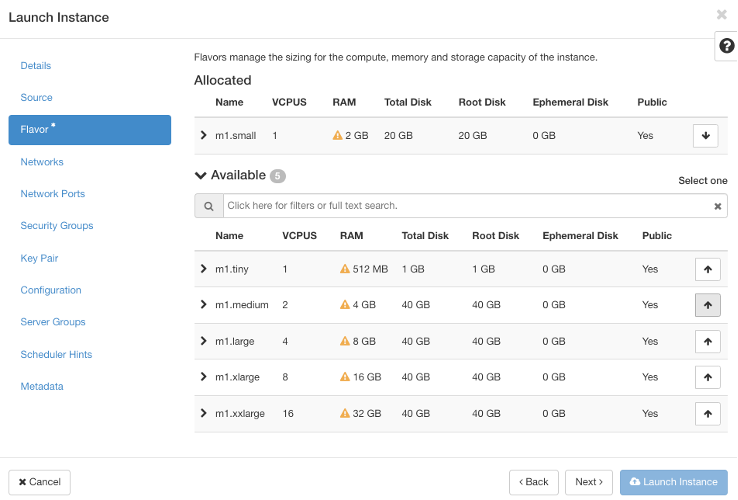 Launch Instance
Details
Source
Flavor *
Networks
Network Ports
Security Groups
Key Pair
Configuration
Server Groups
Scheduler Hints
Metadata
Flavors manage the sizing for the compute, memory and storage capacity of the instance.
Allocated
Name VCPUS RAM Total Disk Root Disk Ephemeral Disk Public
m1.small 1 2 GB 20 GB 20 GB 0 GB Yes
Available 5
Select one
Click here for filters or full text search.
Name VCPUS RAM Total Disk Root Disk Ephemeral Disk Public
m1.tiny 1 512 MB 1 GB 1 GB 0 GB Yes
m1.medium 2 4 GB 40 GB 40 GB 0 GB Yes
m1.large 4 8 GB 40 GB 40 GB 0 GB Yes
m1.xlarge 8 16 GB 40 GB 40 GB 0 GB Yes
m1.xxlarge 16 32 GB 40 GB 40 GB 0 GB Yes
Cancel
< Back
Next >
Launch Instance